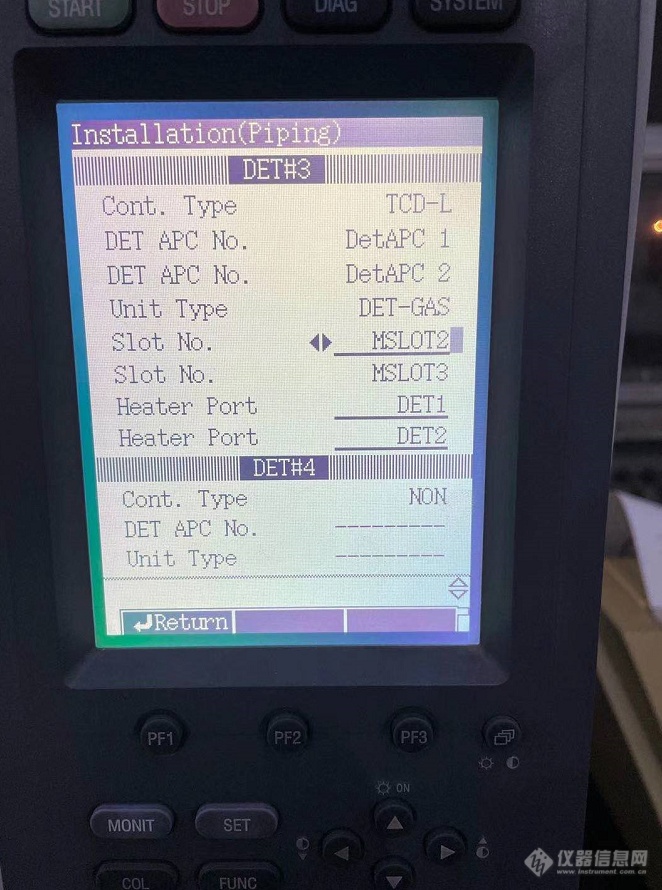 START STOP DIAG SYSTEM
Installation(Piping)
DET#3
Cont. Type TCD-L
DET APC No. DetAPC 1
DET APC No. DetAPC 2
Unit Type DET-GAS
Slot No. MSLOT2
Slot No. MSLOT3
Heater Port DET1
Heater Port DET2
DET#4
Cont. Type NON
DET APC No. ----------
Unit Type ----------
Return
PF1 PF2 PF3
ON
MONIT SET
COL FUNC
仪器信息网
www.instrument.com.cn